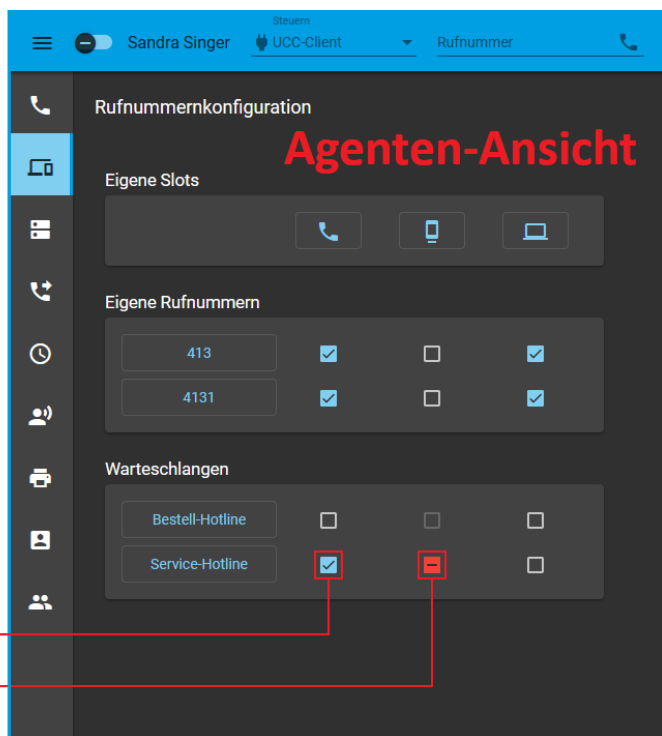 Steuern
Sandra Singer UCC-Client Rufnummer
Rufnummernkonfiguration
Agenten-Ansicht
Eigene Slots
Eigene Rufnummern
413
4131
Warteschlangen
Bestell-Hotline
Service-Hotline